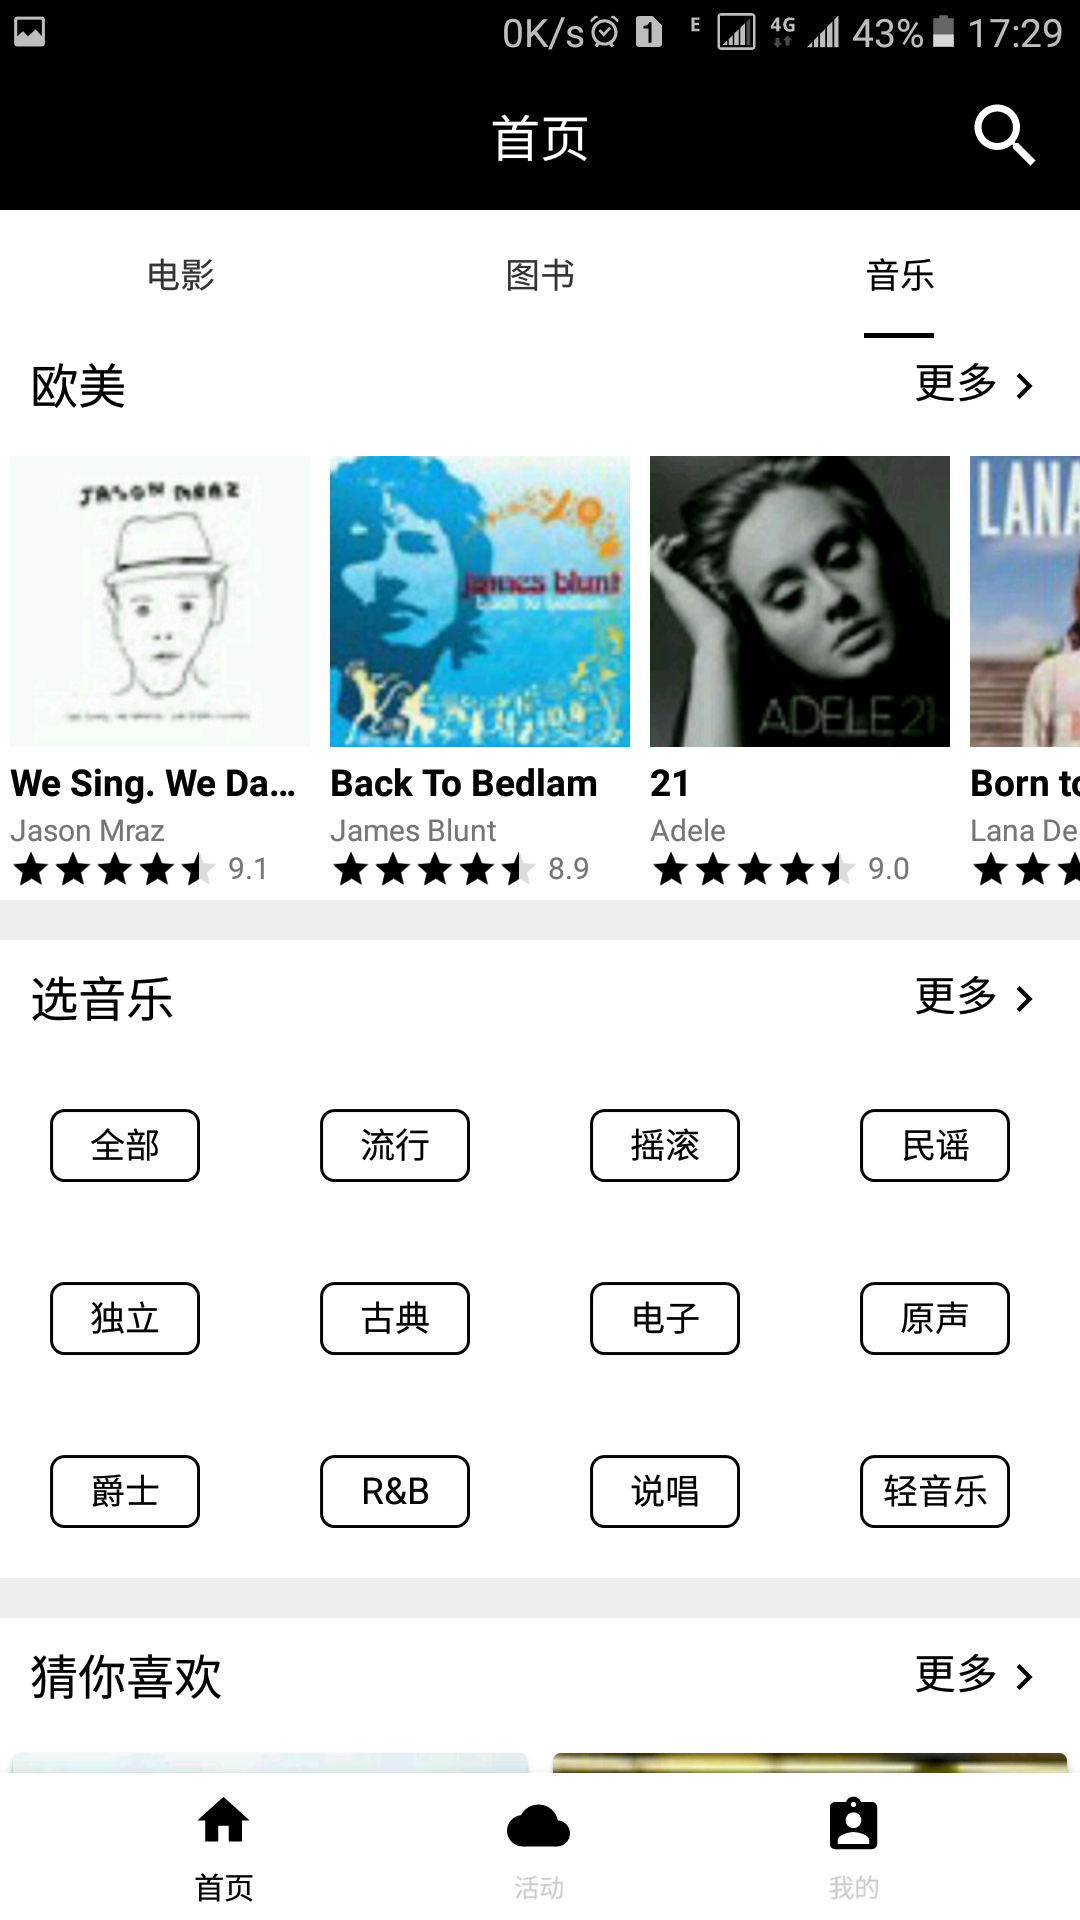 0K/s 1 E 4G 43% 17:29
首页
电影 图书 音乐
欧美 更多
JASON MRAZ
james blunt
back to bedlam
ADELE 21
LANA
We Sing. We Da... Back To Bedlam 21 Born to
Jason Mraz James Blunt Adele Lana De
9.1 8.9 9.0
选音乐 更多
全部 流行 摇滚 民谣
独立 古典 电子 原声
爵士 R&B 说唱 轻音乐
猜你喜欢 更多
首页 活动 我的